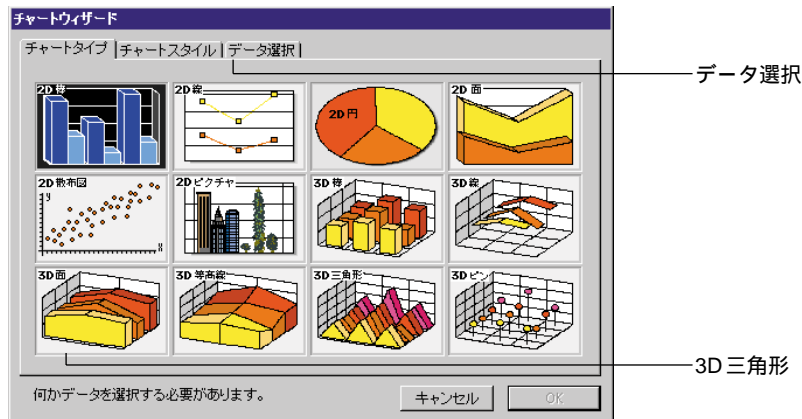 チャートウィザード
チャートタイプ チャートスタイル データ選択
データ選択
2D 棒 2D 線 2D 円 2D 面
2D 散布図 2D ピクチャ 3D 棒 3D 線
y
x
3D 面 3D 等高線 3D 三角形 3D ピン
3D 三角形
何かデータを選択する必要があります。
キャンセル OK